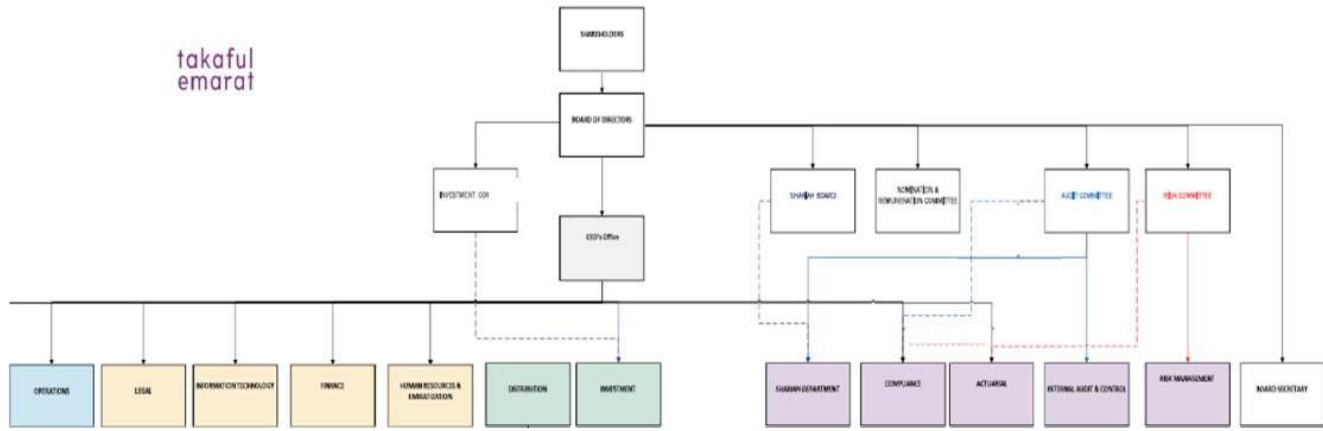 takaful
emarat
SHAREHOLDERS
BOARD OF DIRECTORS
INVESTMENT COM
SHARIAH BOARD
NOMINATION &
REMUNERATION COMMITTEE
AUDIT COMMITTEE
RISK COMMITTEE
CEO's Office
OPERATIONS
LEGAL
INFORMATION TECHNOLOGY
FINANCE
HUMAN RESOURCES &
EMIRATIZATION
DISTRIBUTION
INVESTMENT
SHARIAH DEPARTMENT
COMPLIANCE
ACTUARIAL
INTERNAL AUDIT & CONTROL
RISK MANAGEMENT
BOARD SECRETARY